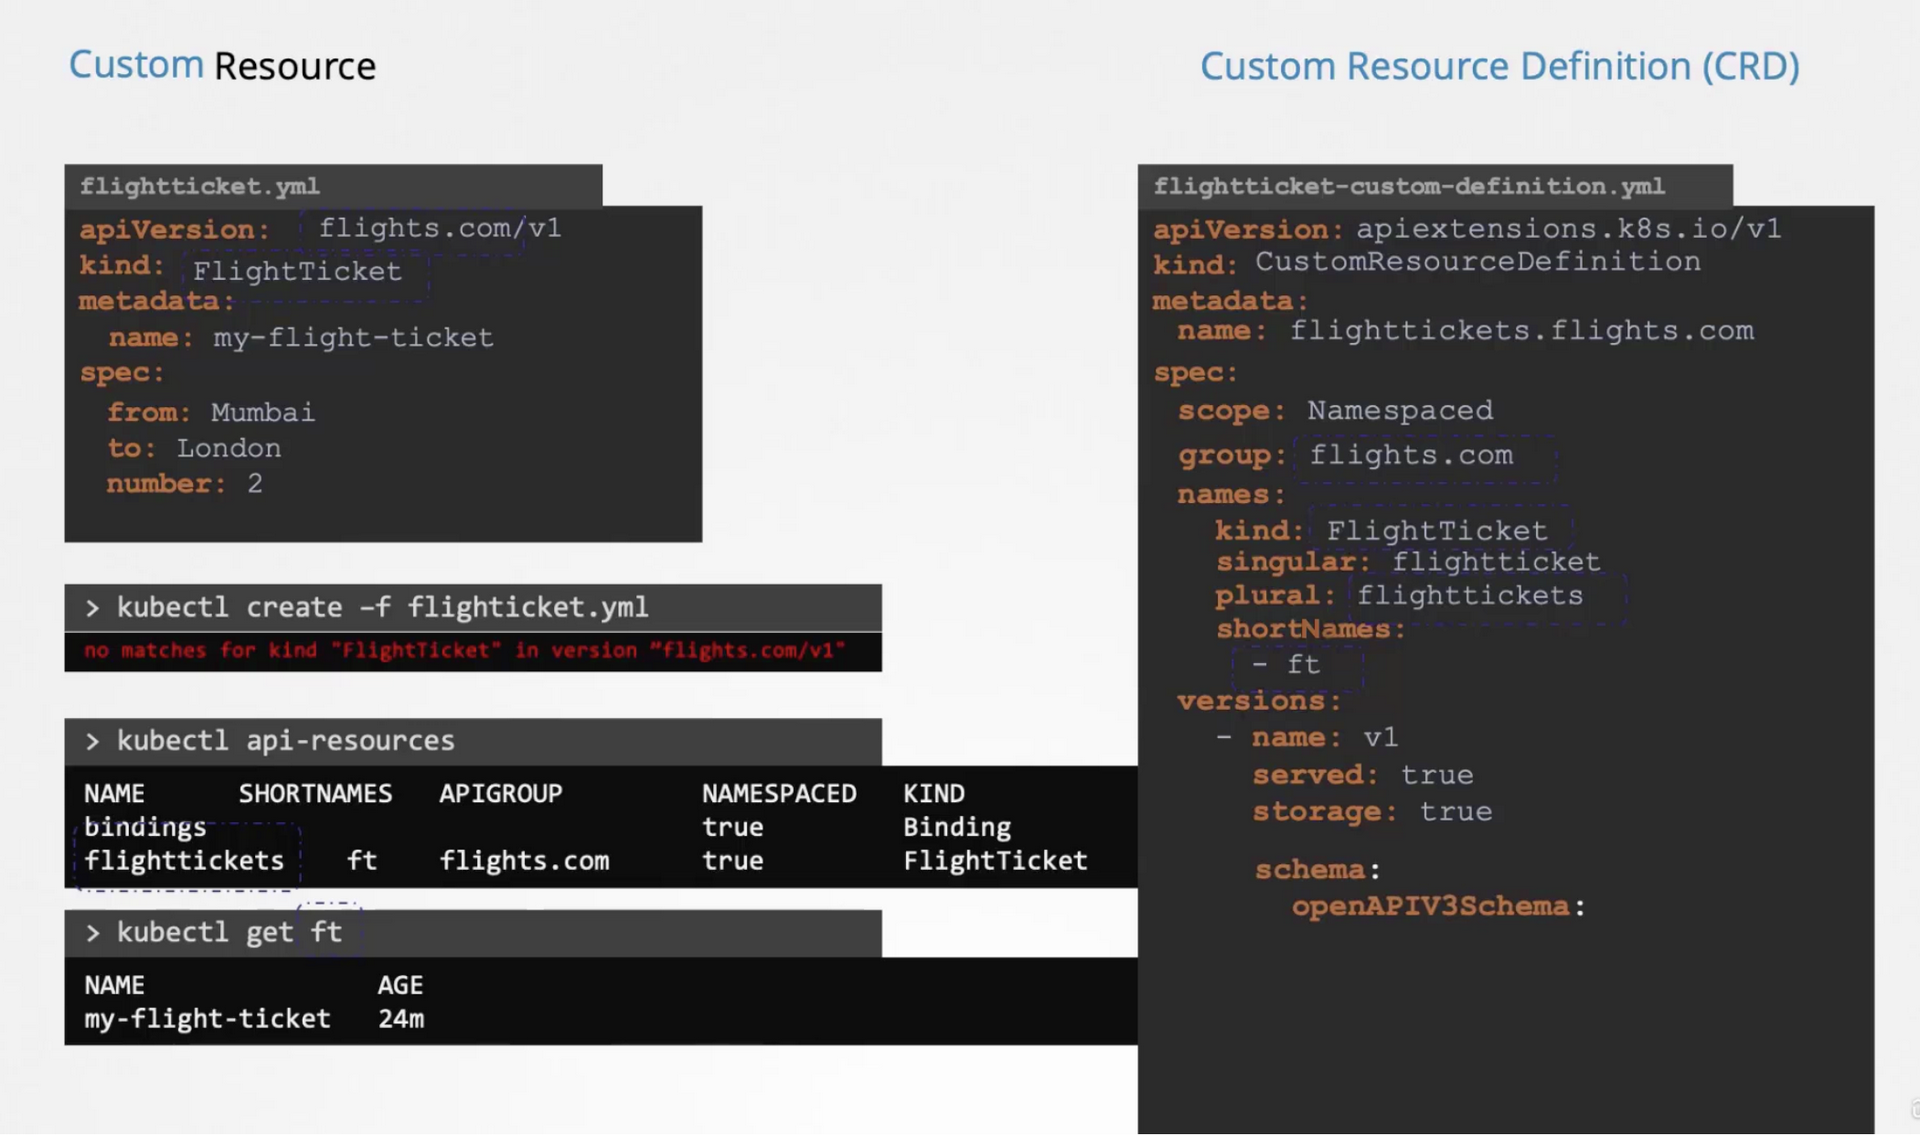 Custom Resource
flightticket.yml
apiVersion: flights.com/v1
kind: FlightTicket
metadata:
name: my-flight-ticket
spec:
from: Mumbai
to: London
number: 2
> kubectl create –f flighticket.yml
no matches for kind "FlightTicket" in version “flights.com/v1"
> kubectl api-resources
NAME SHORTNAMES APIGROUP NAMESPACED KIND
bindings true Binding
flighttickets ft flights.com true FlightTicket
> kubectl get ft
NAME AGE
my-flight-ticket 24m
Custom Resource Definition (CRD)
flightticket-custom-definition.yml
apiVersion: apiextensions.k8s.io/v1
kind: CustomResourceDefinition
metadata:
name: flighttickets.flights.com
spec:
scope: Namespaced
group: flights.com
names:
kind: FlightTicket
singular: flightticket
plural: flighttickets
shortNames:
- ft
versions:
- name: v1
served: true
storage: true
schema:
openAPIV3Schema: